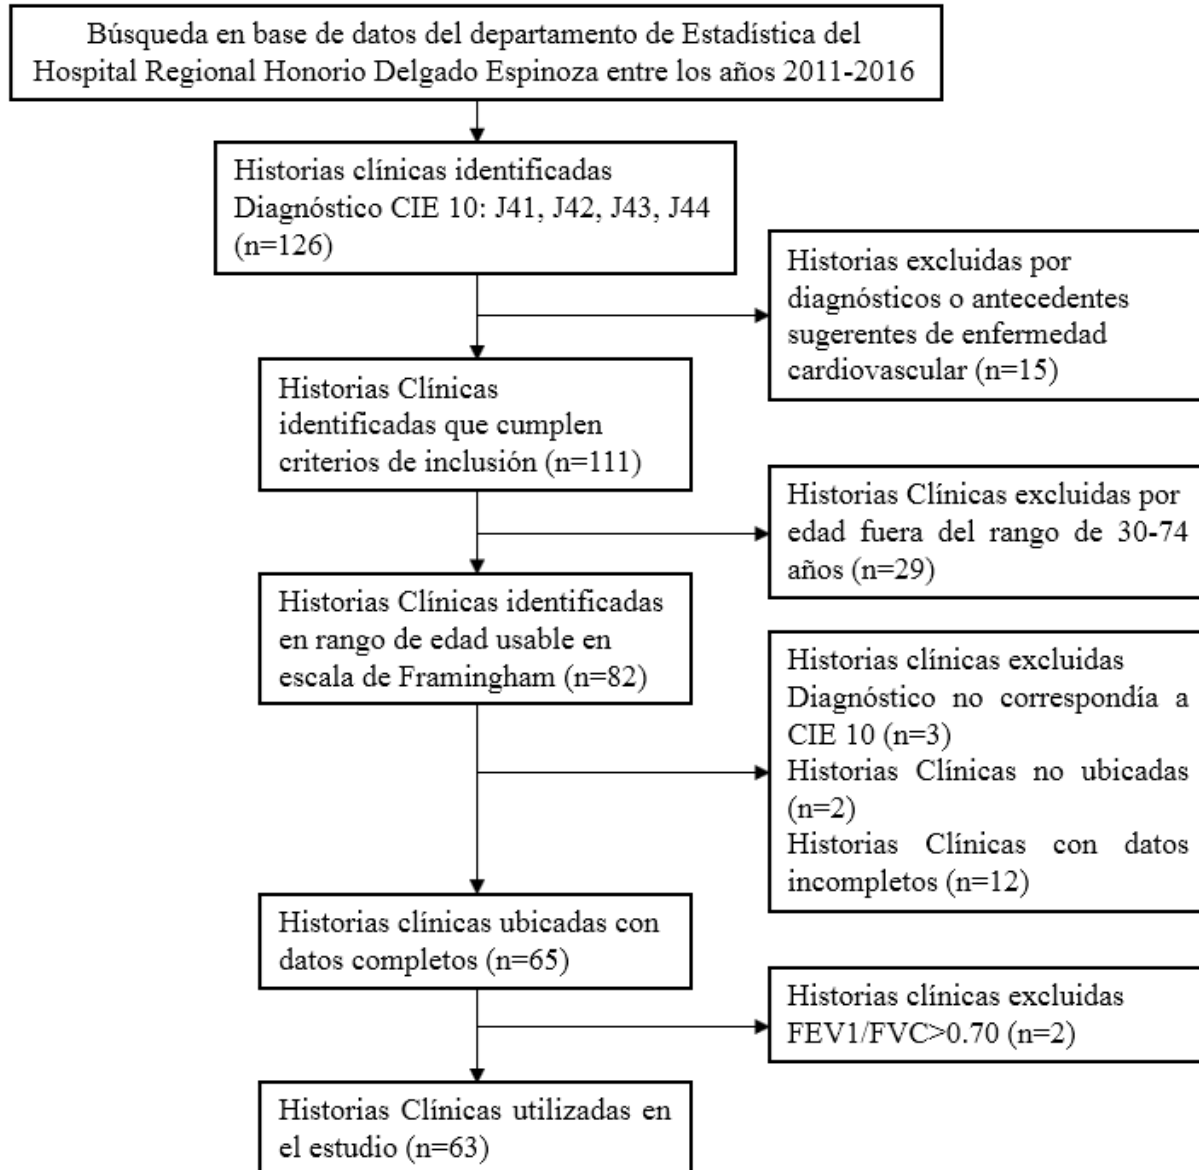 Búsqueda en base de datos del departamento de Estadística del
Hospital Regional Honorio Delgado Espinoza entre los años 2011-2016
Historias clínicas identificadas
Diagnóstico CIE 10: J41, J42, J43, J44
(n=126)
Historias excluidas por
diagnósticos o antecedentes
sugerentes de enfermedad
cardiovascular (n=15)
Historias Clínicas
identificadas que cumplen
criterios de inclusión (n=111)
Historias Clínicas excluidas por
edad fuera del rango de 30-74
años (n=29)
Historias Clínicas identificadas
en rango de edad usable en
escala de Framingham (n=82)
Historias clínicas excluidas
Diagnóstico no correspondía a
CIE 10 (n=3)
Historias Clínicas no ubicadas
(n=2)
Historias Clínicas con datos
incompletos (n=12)
Historias clínicas ubicadas con
datos completos (n=65)
Historias clínicas excluidas
FEV1/FVC>0.70 (n=2)
Historias Clínicas utilizadas en
el estudio (n=63)